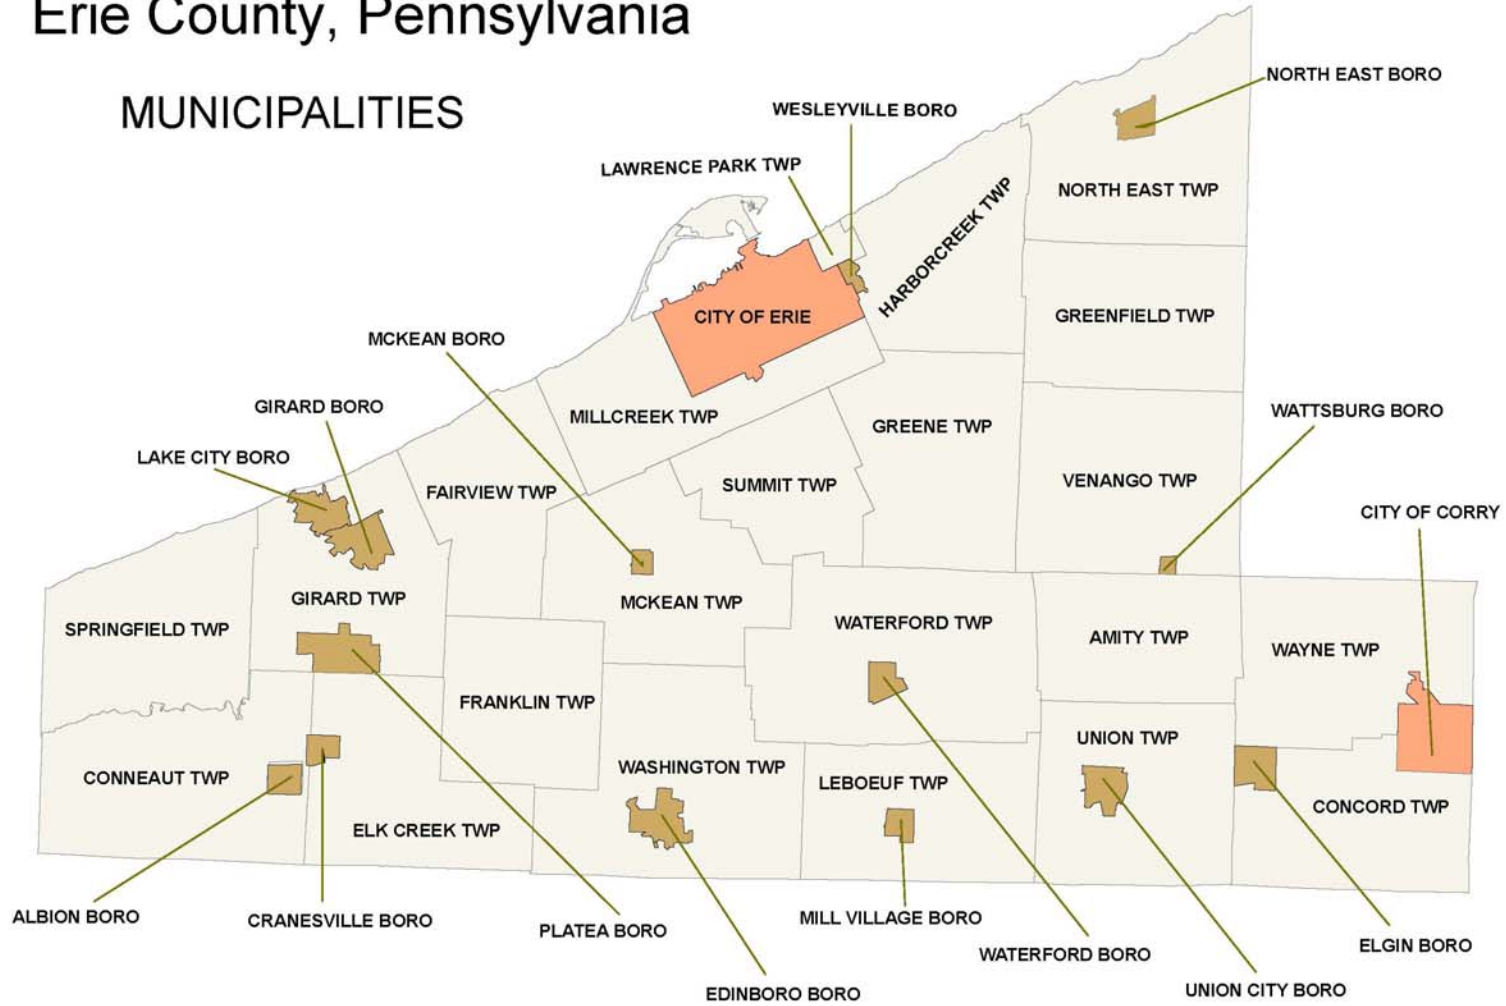 Erie County, Pennsylvania
MUNICIPALITIES
NORTH EAST BORO
WESLEYVILLE BORO
LAWRENCE PARK TWP
NORTH EAST TWP
HARBORCREEK TWP
CITY OF ERIE
GREENFIELD TWP
MCKEAN BORO
GIRARD BORO
MILLCREEK TWP
WATTSBURG BORO
GREENE TWP
LAKE CITY BORO
FAIRVIEW TWP
SUMMIT TWP
VENANGO TWP
CITY OF CORRY
GIRARD TWP
MCKEAN TWP
SPRINGFIELD TWP
WATERFORD TWP
AMITY TWP
WAYNE TWP
FRANKLIN TWP
UNION TWP
CONNEAUT TWP
WASHINGTON TWP
LEBOEUF TWP
CONCORD TWP
ELK CREEK TWP
ALBION BORO
CRANESVILLE BORO
PLATEA BORO
MILL VILLAGE BORO
ELGIN BORO
WATERFORD BORO
EDINBORO BORO
UNION CITY BORO